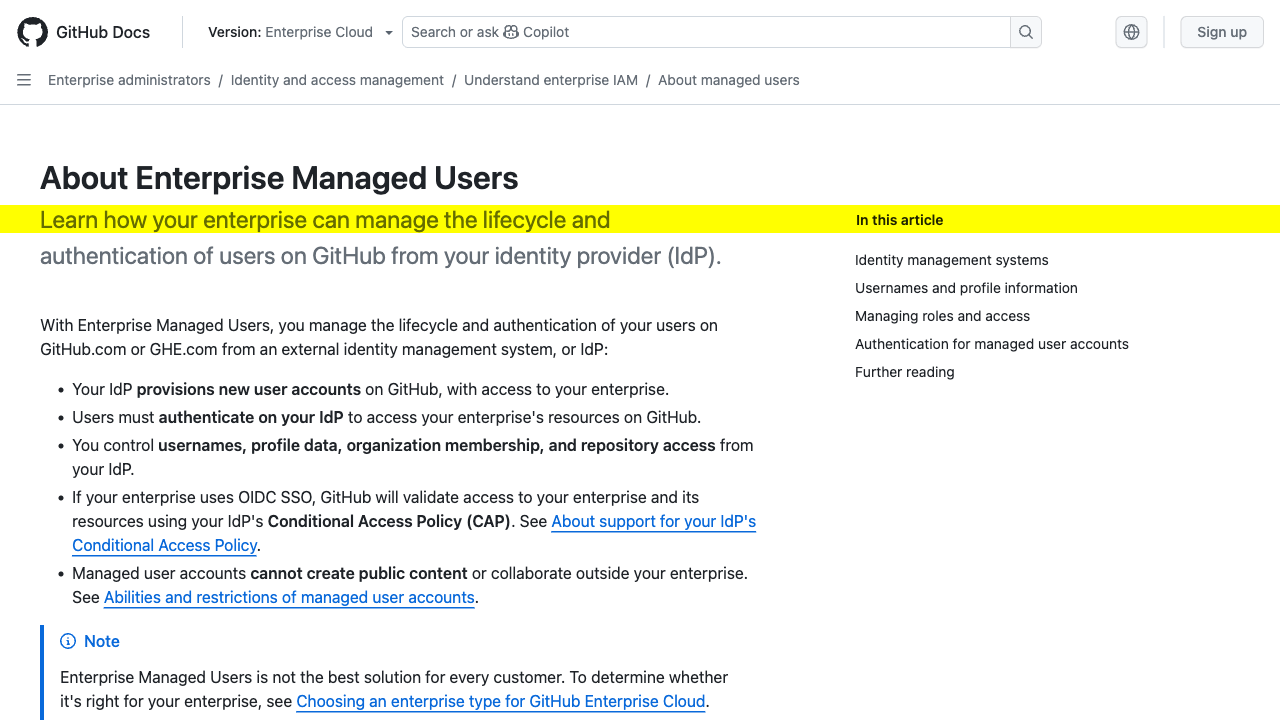 GitHub Docs
Version: Enterprise Cloud
Search or ask Copilot
Sign up
Enterprise administrators / Identity and access management / Understand enterprise IAM / About managed users
About Enterprise Managed Users
Learn how your enterprise can manage the lifecycle and
authentication of users on GitHub from your identity provider (IdP).
With Enterprise Managed Users, you manage the lifecycle and authentication of your users on
GitHub.com or GHE.com from an external identity management system, or IdP:
• Your IdP provisions new user accounts on GitHub, with access to your enterprise.
• Users must authenticate on your IdP to access your enterprise's resources on GitHub.
• You control usernames, profile data, organization membership, and repository access from
your IdP.
• If your enterprise uses OIDC SSO, GitHub will validate access to your enterprise and its
resources using your IdP's Conditional Access Policy (CAP). See About support for your IdP's
Conditional Access Policy.
• Managed user accounts cannot create public content or collaborate outside your enterprise.
See Abilities and restrictions of managed user accounts.
Note
Enterprise Managed Users is not the best solution for every customer. To determine whether
it's right for your enterprise, see Choosing an enterprise type for GitHub Enterprise Cloud.
In this article
Identity management systems
Usernames and profile information
Managing roles and access
Authentication for managed user accounts
Further reading